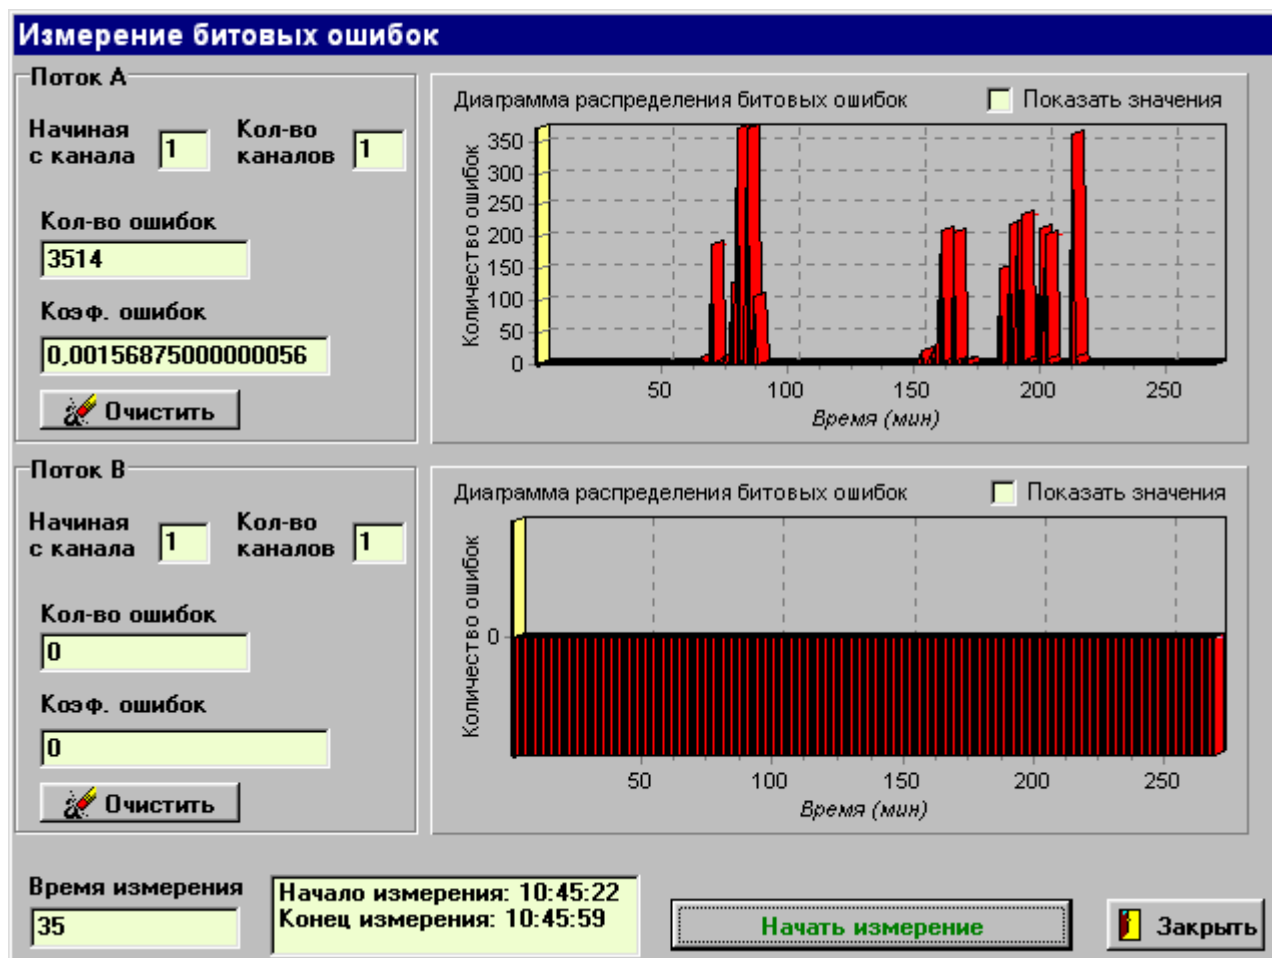 Измерение битовых ошибок
Поток А
Начиная с канала 1
Кол-во каналов 1
Кол-во ошибок
3514
Коэф. ошибок
0,00156875000000056
Очистить
Диаграмма распределения битовых ошибок
Показать значения
Количество ошибок
350
300
250
200
150
100
50
0
50 100 150 200 250
Время (мин)
Поток В
Начиная с канала 1
Кол-во каналов 1
Кол-во ошибок
0
Коэф. ошибок
0
Очистить
Диаграмма распределения битовых ошибок
Показать значения
Количество ошибок
0
50 100 150 200 250
Время (мин)
Время измерения
35
Начало измерения: 10:45:22
Конец измерения: 10:45:59
Начать измерение
Закрыть